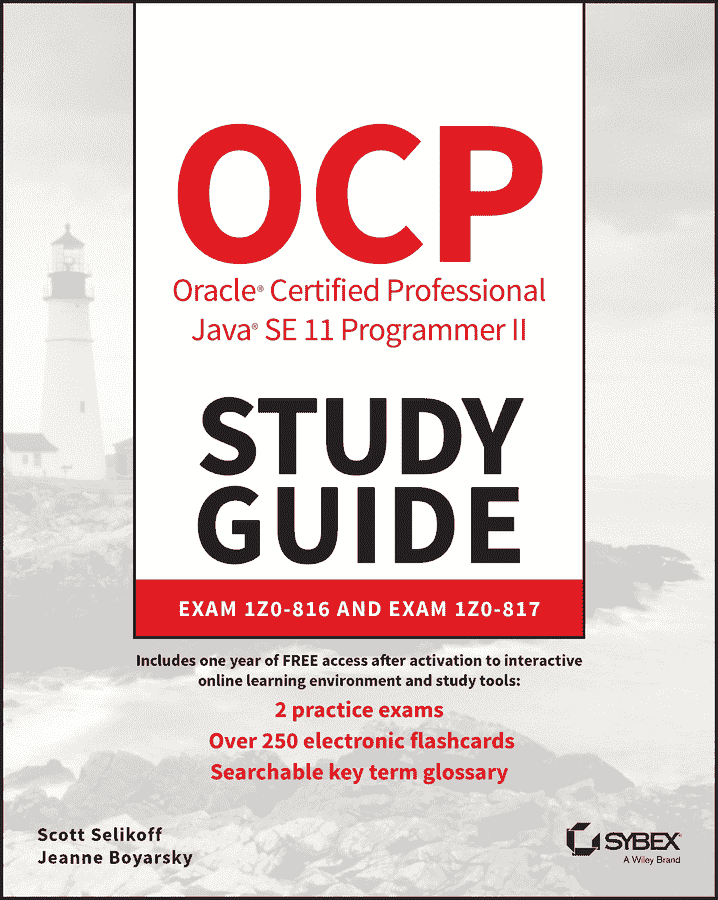 OCP
Oracle® Certified Professional
Java® SE 11 Programmer II
STUDY
GUIDE
EXAM 1Z0-816 AND EXAM 1Z0-817
Includes one year of FREE access after activation to interactive
online learning environment and study tools:
2 practice exams
Over 250 electronic flashcards
Searchable key term glossary
Scott Selikoff
Jeanne Boyarsky
SYBEX
A Wiley Brand